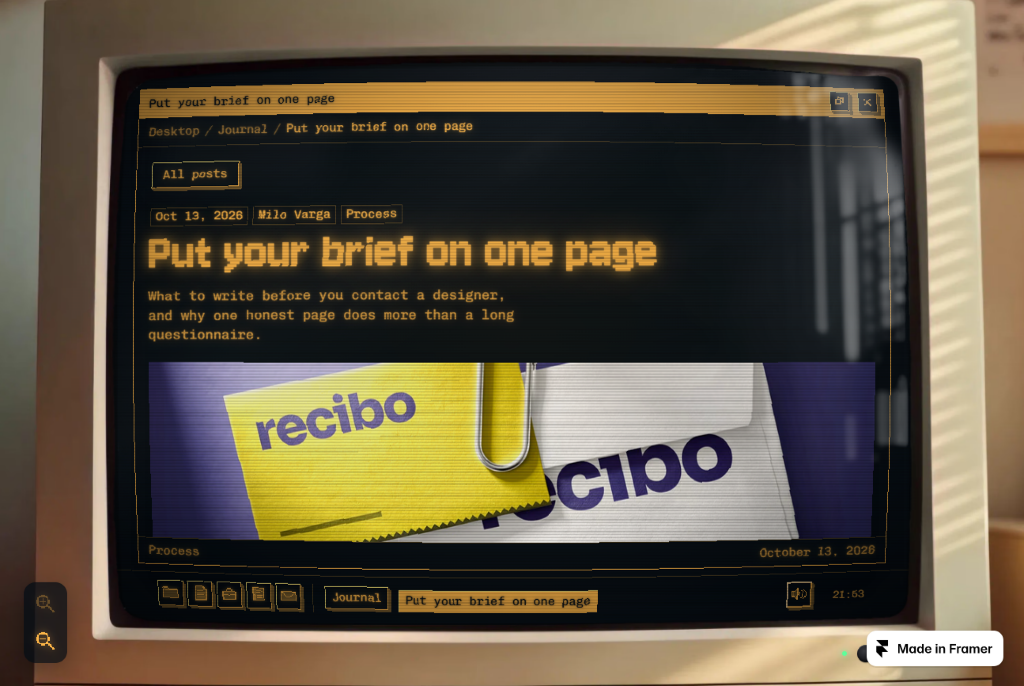 Put your brief on one page
Desktop / Journal / Put your brief on one page
All posts
Oct 13, 2026 Milo Varga Process
Put your brief on one page
What to write before you contact a designer,
and why one honest page does more than a long
questionnaire.
recibo
recibo
Process October 13, 2026
Journal Put your brief on one page 21:53
Made in Framer